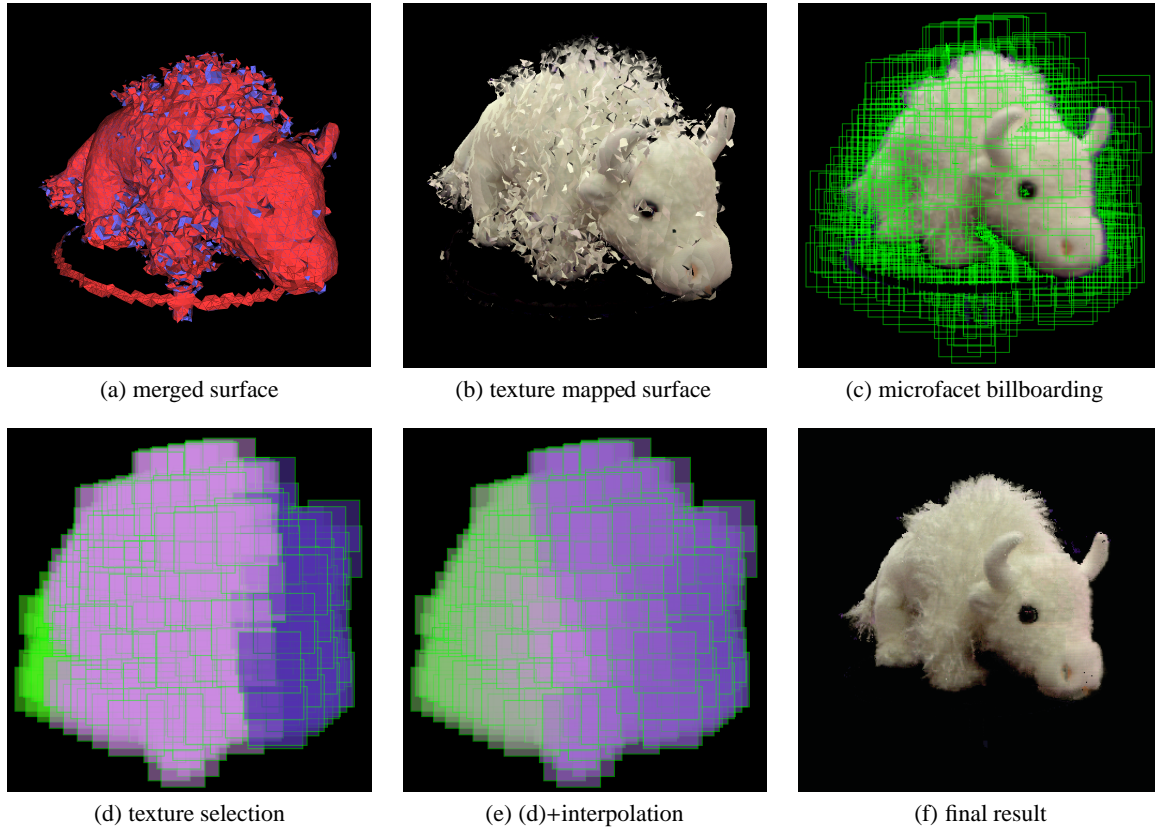 (a) merged surface
(b) texture mapped surface
(c) microfacet billboarding
(d) texture selection
(e) (d)+interpolation
(f) final result